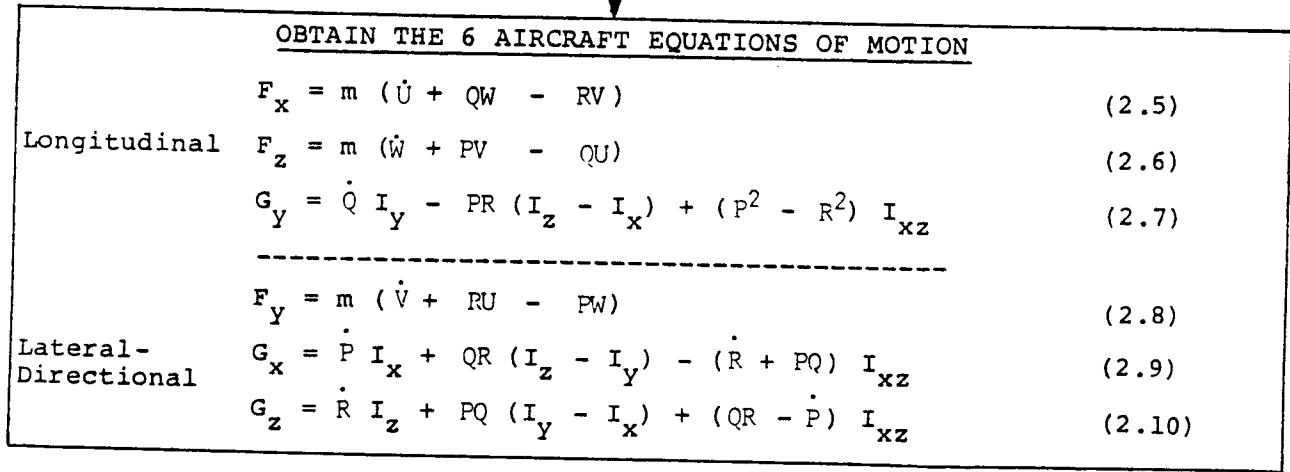 OBTAIN THE 6 AIRCRAFT EQUATIONS OF MOTION
F_x = m (U̇ + QW - RV) (2.5)
Longitudinal F_z = m (Ẇ + PV - QU) (2.6)
G_y = Q̇ I_y - PR (I_z - I_x) + (P² - R²) I_xz (2.7)
F_y = m (V̇ + RU - PW) (2.8)
Lateral- G_x = Ṗ I_x + QR (I_z - I_y) - (Ṙ + PQ) I_xz (2.9)
Directional
G_z = Ṙ I_z + PQ (I_y - I_x) + (QR - Ṗ) I_xz (2.10)